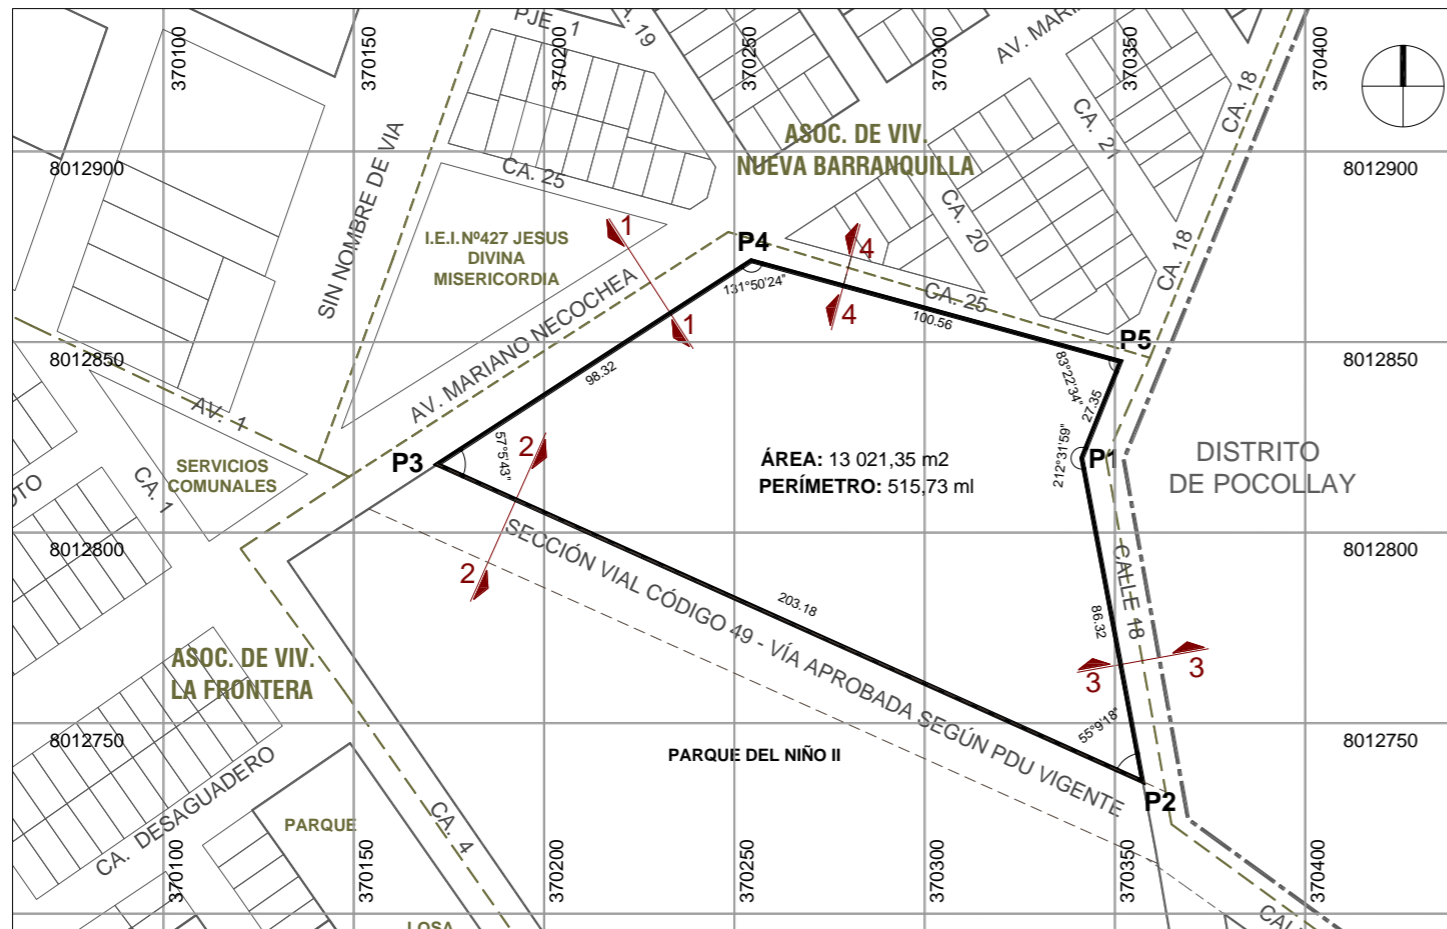 370100
370150
370200
370250
370300
370350
370400
PJE. 1
19
AV. MARI
CA. 18
CA. 21
8012900
8012900
SIN NOMBRE DE VIA
CA. 25
ASOC. DE VIV.
NUEVA BARRANQUILLA
CA. 20
CA. 18
I.E.I.Nº427 JESUS
DIVINA
MISERICORDIA
1
1
P4
131°50'24"
4
4
CA. 25
100.56
P5
8012850
8012850
AV. MARIANO NECOCHEA
98.32
83°22'34"
27.35
AV. 1
CA. 1
SERVICIOS
COMUNALES
P3
57°5'43"
2
2
ÁREA: 13 021,35 m2
PERÍMETRO: 515,73 ml
212°31'59"
P1
DISTRITO
DE POCOLLAY
OTO
8012800
8012800
SECCIÓN VIAL CÓDIGO 49 - VÍA APROBADA SEGÚN PDU VIGENTE
203.18
CALLE 18
86.32
3
3
ASOC. DE VIV.
LA FRONTERA
8012750
8012750
55°9'18"
PARQUE DEL NIÑO II
P2
CA. DESAGUADERO
PARQUE
CA. 4
370100
370150
370200
370250
370300
370350
370400
LOSA
CAL